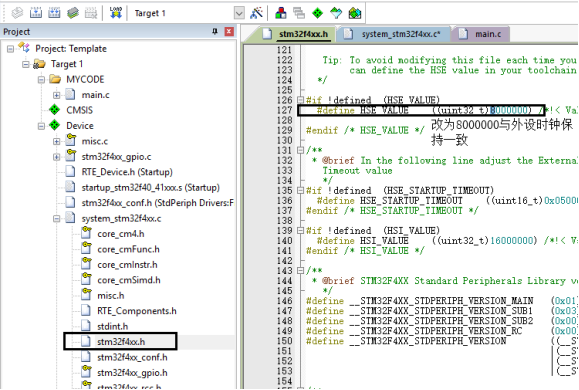 Target 1
Project
Project: Template
Target 1
MYCODE
main.c
CMSIS
Device
misc.c
stm32f4xx_gpio.c
RTE_Device.h (Startup)
startup_stm32f40_41xxx.s (Startup)
stm32f4xx_conf.h (StdPeriph Drivers:F
system_stm32f4xx.c
core_cm4.h
core_cmFunc.h
core_cmInstr.h
core_cmSimd.h
misc.h
RTE_Components.h
stdint.h
stm32f4xx.h
stm32f4xx_conf.h
stm32f4xx_gpio.h
stm32f4xx_rcc.h
stm32f4xx.h
system_stm32f4xx.c*
main.c
121
122 Tip: To avoid modifying this file each time you
123 can define the HSE value in your toolchain
124 */
125
126 #if !defined (HSE_VALUE)
127 #define HSE_VALUE ((uint32_t)8000000) /*!< Val
128
129 #endif /* HSE_VALUE */
改为8000000与外设时钟保
持一致
130
131 /**
132 * @brief In the following line adjust the External
133 Timeout value
134 */
135 #if !defined (HSE_STARTUP_TIMEOUT)
136 #define HSE_STARTUP_TIMEOUT ((uint16_t)0x0500
137 #endif /* HSE_STARTUP_TIMEOUT */
138
139 #if !defined (HSI_VALUE)
140 #define HSI_VALUE ((uint32_t)16000000) /*!< V
141 #endif /* HSI_VALUE */
142
143 /**
144 * @brief STM32F4XX Standard Peripherals Library ve
145 */
146 #define __STM32F4XX_STDPERIPH_VERSION_MAIN (0x01)
147 #define __STM32F4XX_STDPERIPH_VERSION_SUB1 (0x03)
148 #define __STM32F4XX_STDPERIPH_VERSION_SUB2 (0x00)
149 #define __STM32F4XX_STDPERIPH_VERSION_RC (0x00)
150 #define __STM32F4XX_STDPERIPH_VERSION ((__ST
151 |(__S
152 |(__S
153 |(__S
154